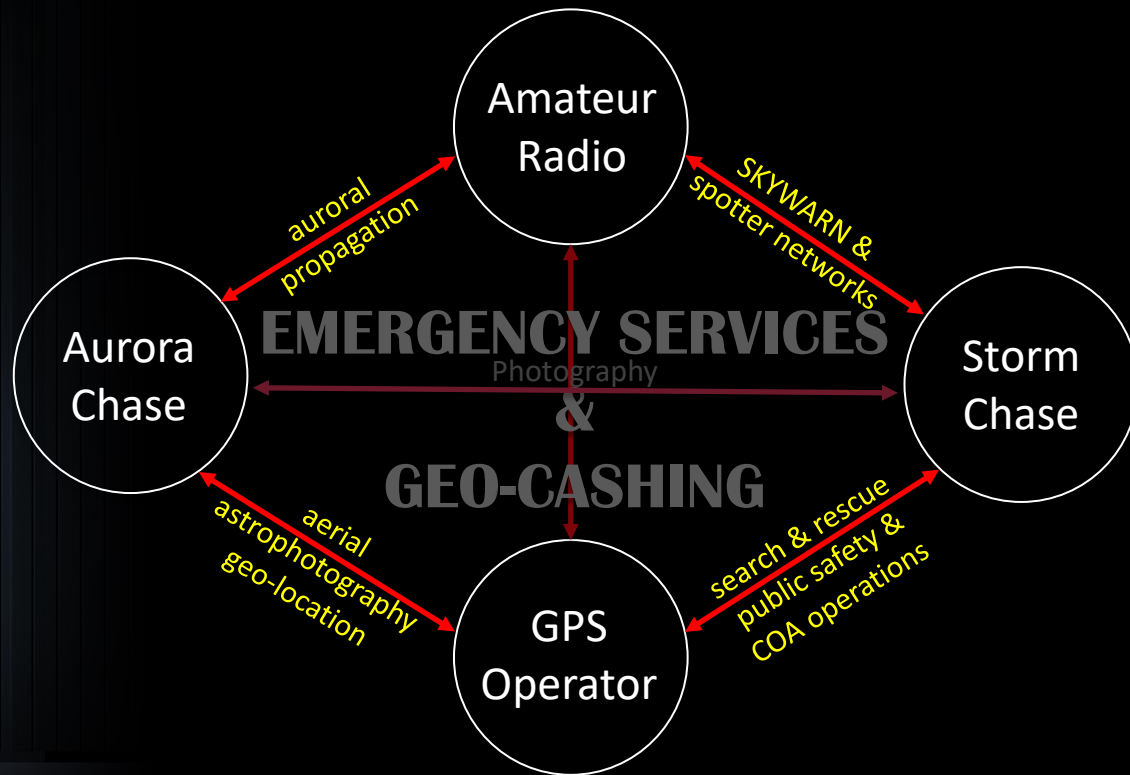 Amateur
Radio
auroral
propagation
SKYWARN &
spotter networks
EMERGENCY SERVICES
Photography
&
GEO-CASHING
Aurora
Chase
Storm
Chase
aerial
astrophotography
geo-location
search & rescue
public safety &
COA operations
GPS
Operator